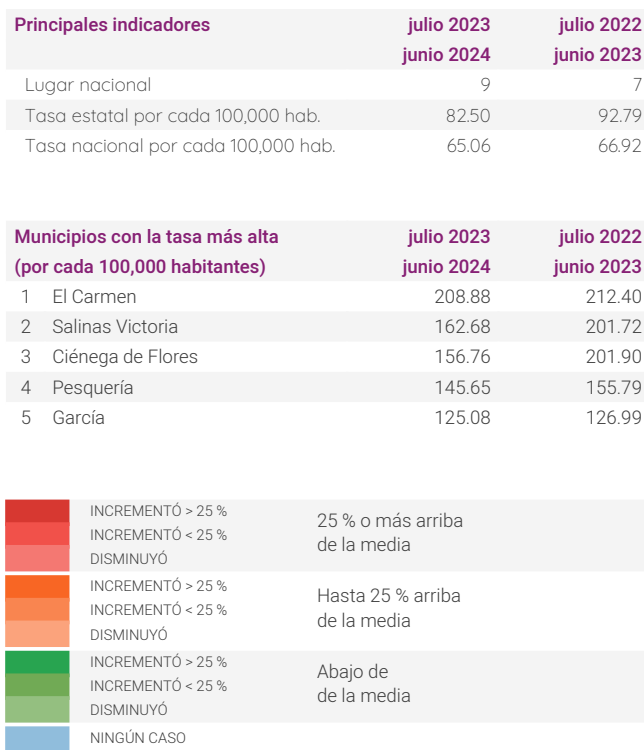 Principales indicadores julio 2023 julio 2022
junio 2024 junio 2023
Lugar nacional 9 7
Tasa estatal por cada 100,000 hab. 82.50 92.79
Tasa nacional por cada 100,000 hab. 65.06 66.92
Municipios con la tasa más alta julio 2023 julio 2022
(por cada 100,000 habitantes) junio 2024 junio 2023
1 El Carmen 208.88 212.40
2 Salinas Victoria 162.68 201.72
3 Ciénega de Flores 156.76 201.90
4 Pesquería 145.65 155.79
5 García 125.08 126.99
INCREMENTÓ > 25 %
INCREMENTÓ < 25 %
DISMINUYÓ
25 % o más arriba
de la media
INCREMENTÓ > 25 %
INCREMENTÓ < 25 %
DISMINUYÓ
Hasta 25 % arriba
de la media
INCREMENTÓ > 25 %
INCREMENTÓ < 25 %
DISMINUYÓ
Abajo de
de la media
NINGÚN CASO